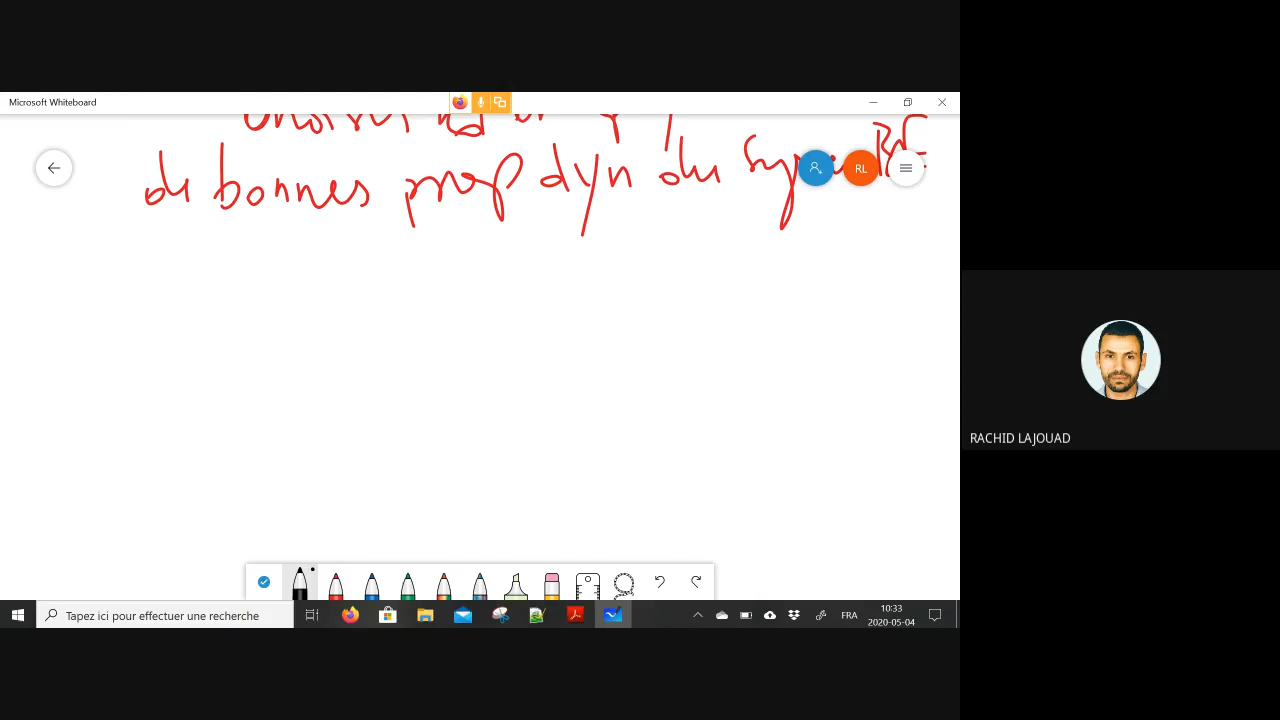 Microsoft Whiteboard
de bonnes prop dyn du
RL
RACHID LAJOUAD
Tapez ici pour effectuer une recherche
FRA
10:33
2020-05-04